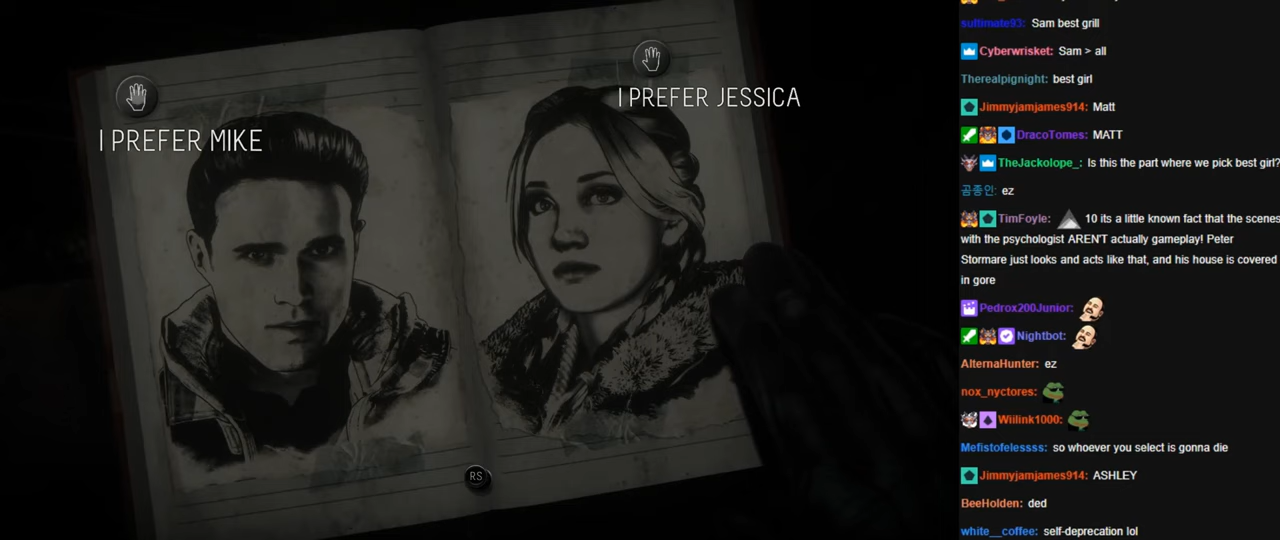 I PREFER MIKE
I PREFER JESSICA
RS
suttimate93: Sam best grill
Cyberwrisket: Sam > all
Therealpignight: best girl
Jimmyjamjames914: Matt
DracoTomes: MATT
TheJackolope_: Is this the part where we pick best girl?
곰종인: ez
TimFoyle: 10 its a little known fact that the scenes
with the psychologist AREN'T actually gameplay! Peter
Stormare just looks and acts like that, and his house is covered
in gore
Pedrox200Junior:
Nightbot:
AlternaHunter: ez
nox_nyctores:
Wiilink1000:
Mefistofelessss: so whoever you select is gonna die
Jimmyjamjames914: ASHLEY
BeeHolden: ded
white__coffee: self-deprecation lol